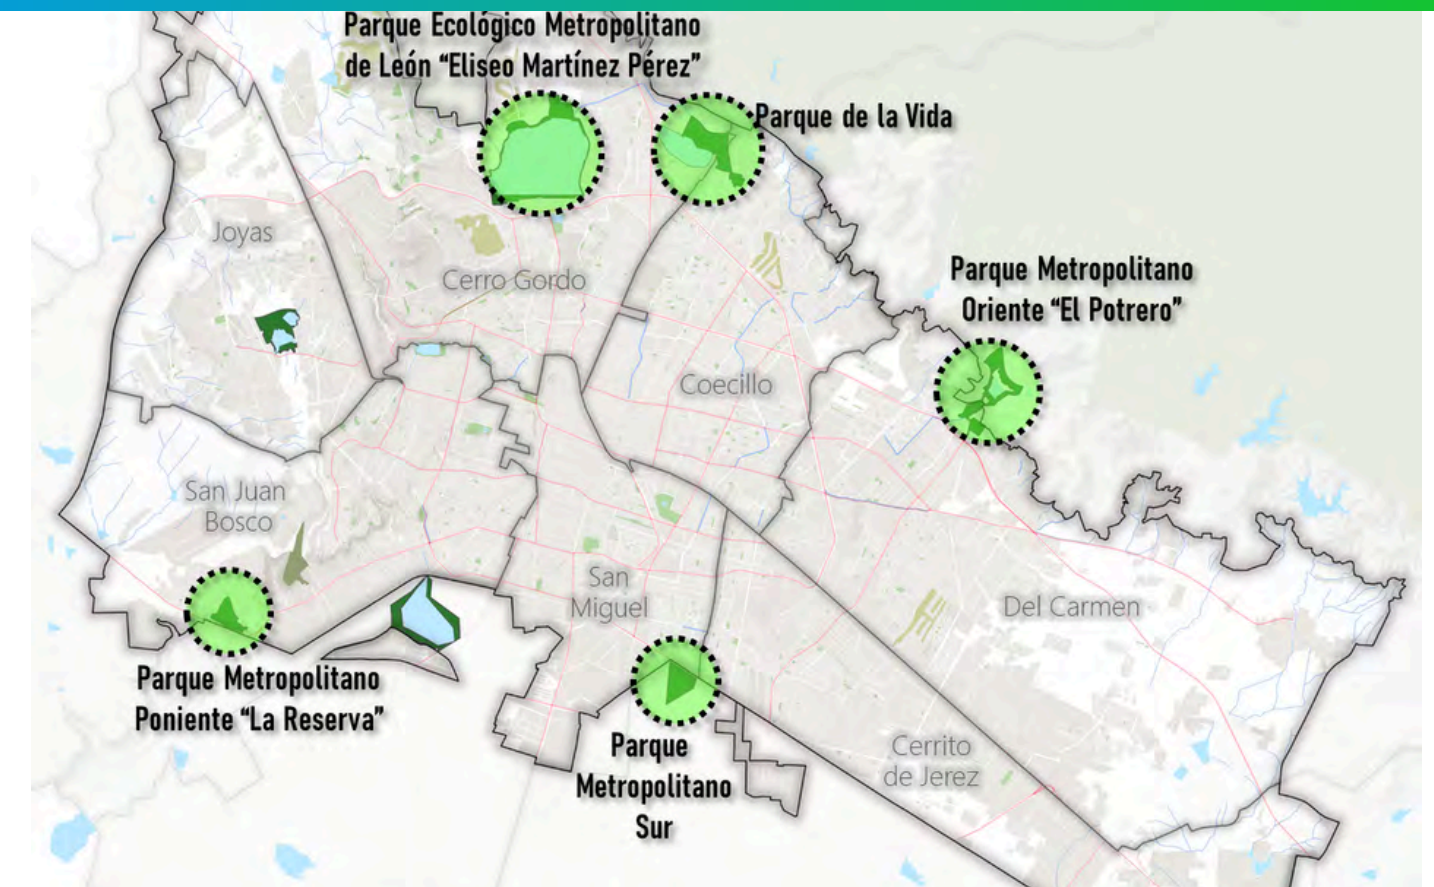 Parque Ecológico Metropolitano
de León “Eliseo Martínez Pérez”
Parque de la Vida
Joyas
Cerro Gordo
Parque Metropolitano
Oriente “El Potrero”
Coecillo
San Juan
Bosco
San
Miguel
Del Carmen
Parque Metropolitano
Poniente “La Reserva”
Parque
Metropolitano
Sur
Cerrito
de Jerez